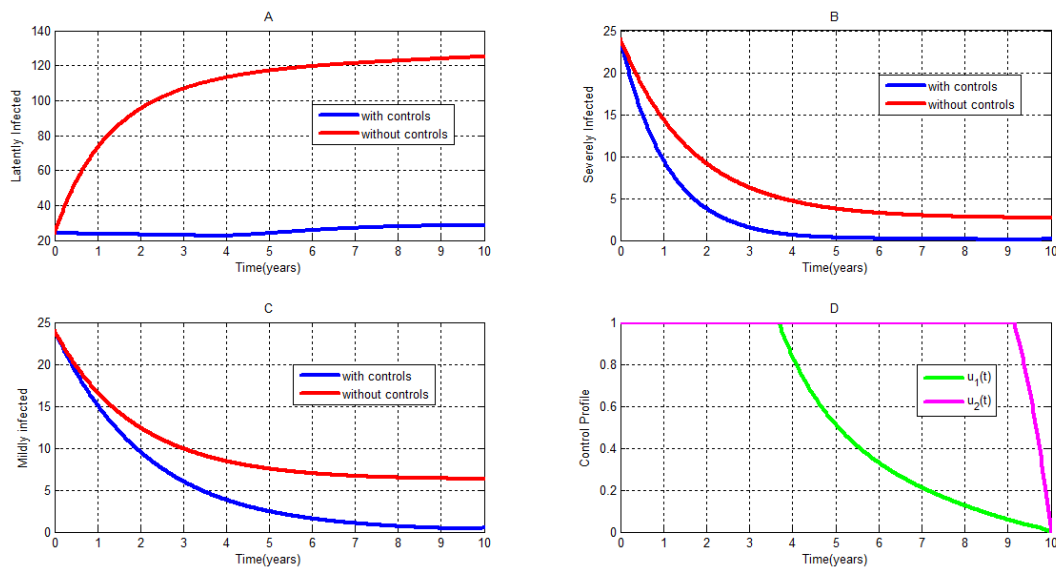 A
140
120
100
80
60
40
20
0 1 2 3 4 5 6 7 8 9 10
Latently Infected
Time(years)
with controls
without controls
B
25
20
15
10
5
0
0 1 2 3 4 5 6 7 8 9 10
Severely Infected
Time(years)
with controls
without controls
C
25
20
15
10
5
0
0 1 2 3 4 5 6 7 8 9 10
Mildly infected
Time(years)
with controls
without controls
D
1
0.8
0.6
0.4
0.2
0
0 1 2 3 4 5 6 7 8 9 10
Control Profile
Time(years)
u₁(t)
u₂(t)